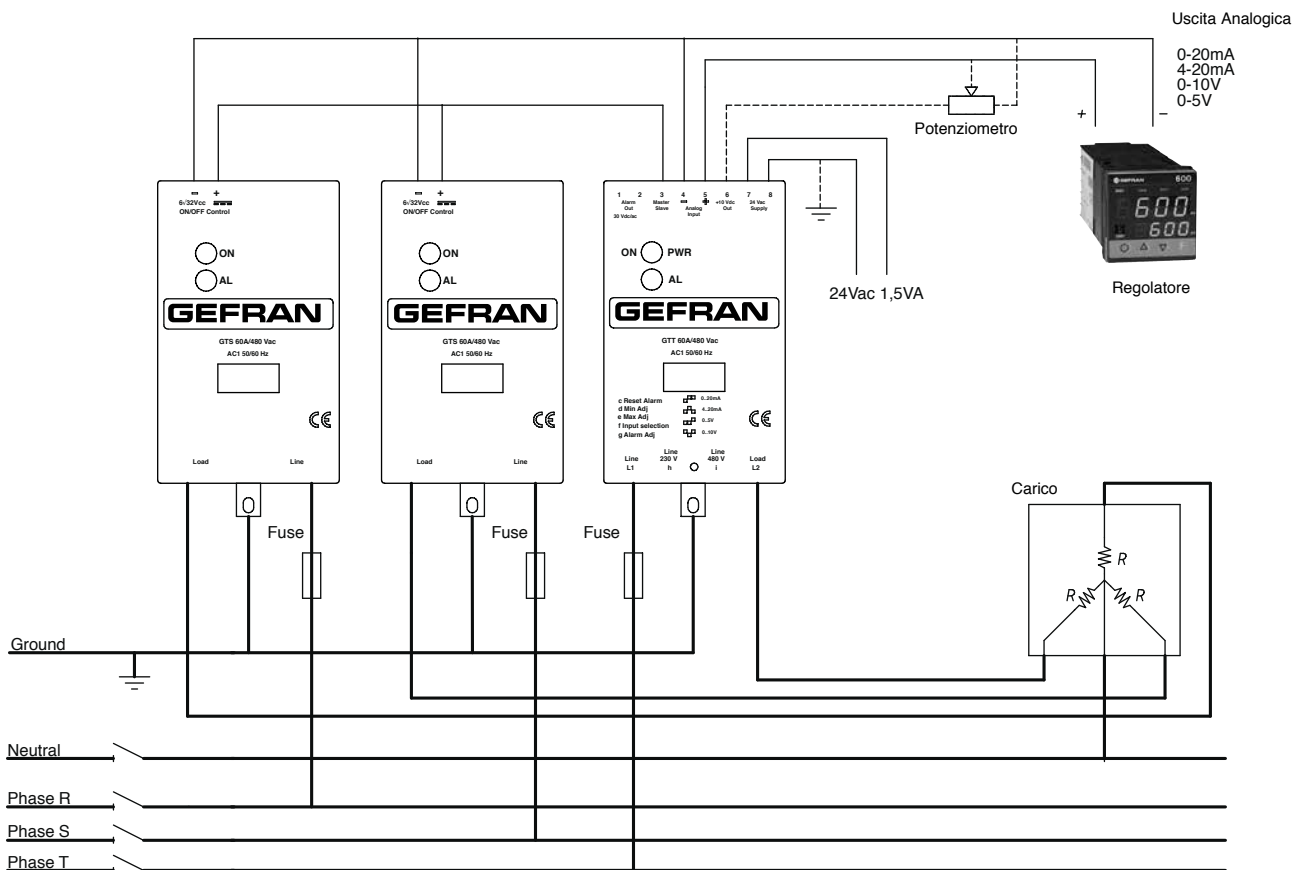 Uscita Analogica
0-20mA
4-20mA
0-10V
0-5V
+ –
Potenziometro
GEFRAN 600
600
600
Regolatore
24Vac 1,5VA
– +
6÷/32Vcc
ON/OFF Control
ON
AL
GEFRAN
GTS 60A/480 Vac
AC1 50/60 Hz
CE
Load Line
– +
6÷/32Vcc
ON/OFF Control
ON
AL
GEFRAN
GTS 60A/480 Vac
AC1 50/60 Hz
CE
Load Line
1 2 3 4 5 6 7 8
Alarm Out
30 Vdc/ac
Master Slave
– +
Analog Input
+10 Vdc Out
24 Vac Supply
ON PWR
AL
GEFRAN
GTT 60A/480 Vac
AC1 50/60 Hz
c Reset Alarm 0..20mA
d Min Adj 4..20mA
e Max Adj 0..5V
f Input selection 0..10V
g Alarm Adj
CE
Line L1
Line 230 V h
Line 480 V i
Load L2
Fuse
Fuse
Fuse
Carico
R
R R
Ground
Neutral
Phase R
Phase S
Phase T